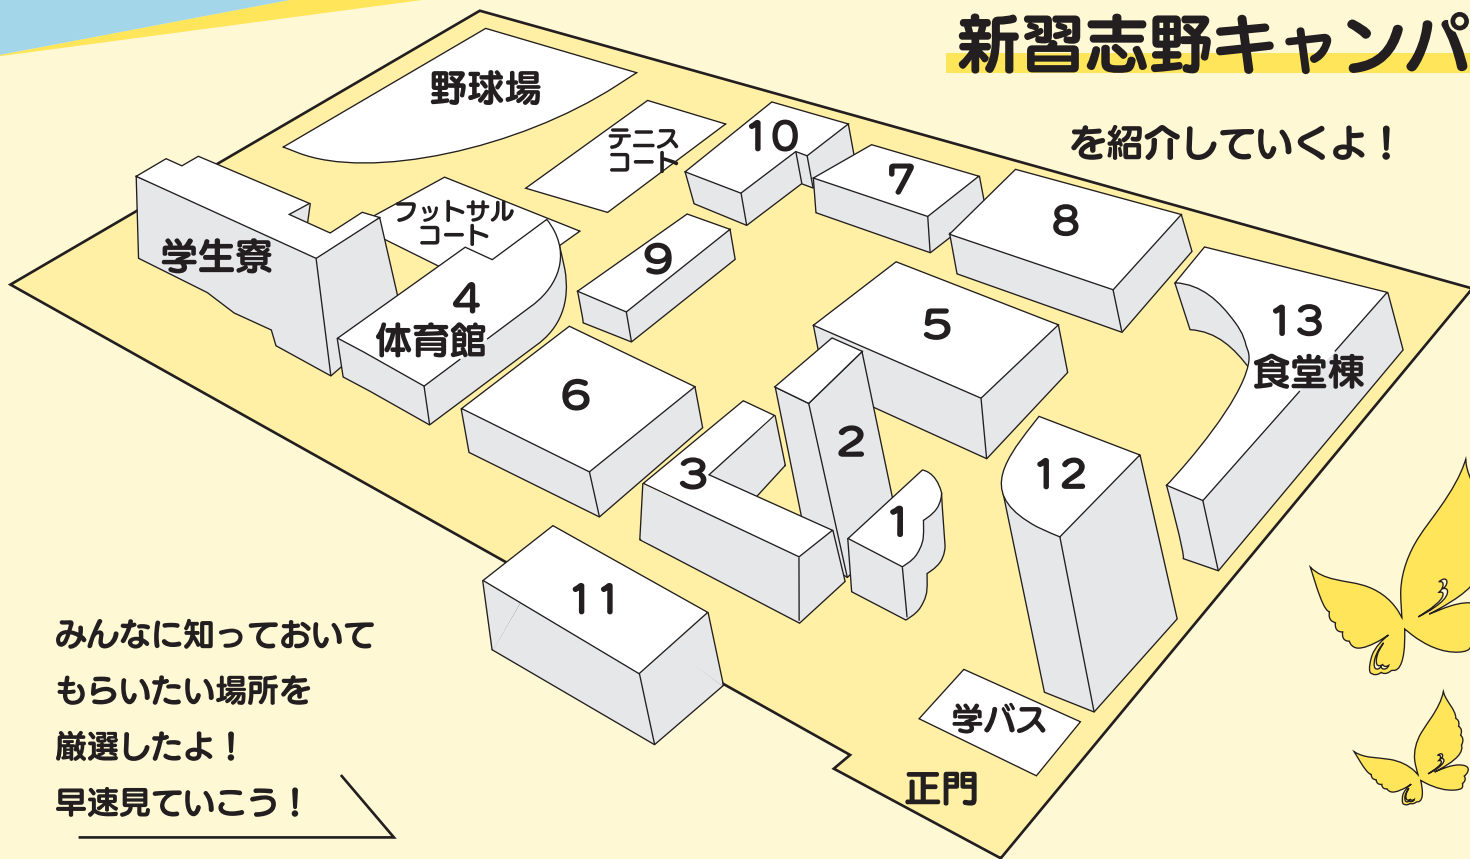 新習志野キャンパ
を紹介していくよ!
野球場
テニス
コート
10
7
8
フットサル
コート
学生寮
9
4
体育館
5
13
食堂棟
6
2
3
12
1
11
学バス
正門
みんなに知っておいて
もらいたい場所を
厳選したよ!
早速見ていこう!